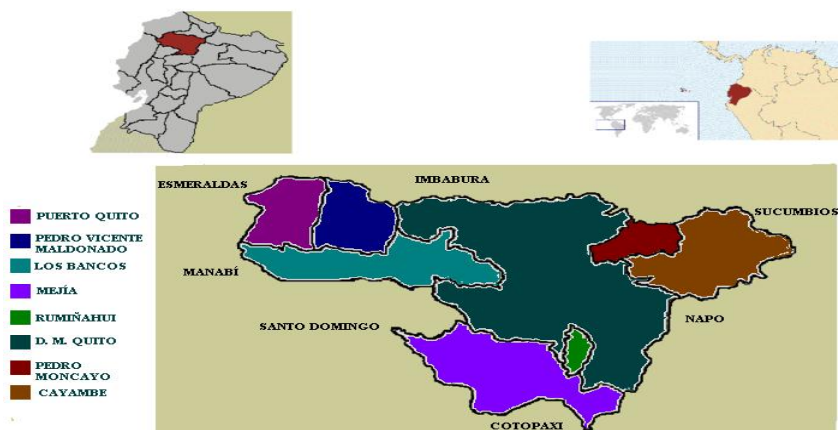 ESMERALDAS
IMBABURA
SUCUMBIOS
MANABÍ
SANTO DOMINGO
NAPO
COTOPAXI
PUERTO QUITO
PEDRO VICENTE
MALDONADO
LOS BANCOS
MEJÍA
RUMIÑAHUI
D. M. QUITO
PEDRO
MONCAYO
CAYAMBE